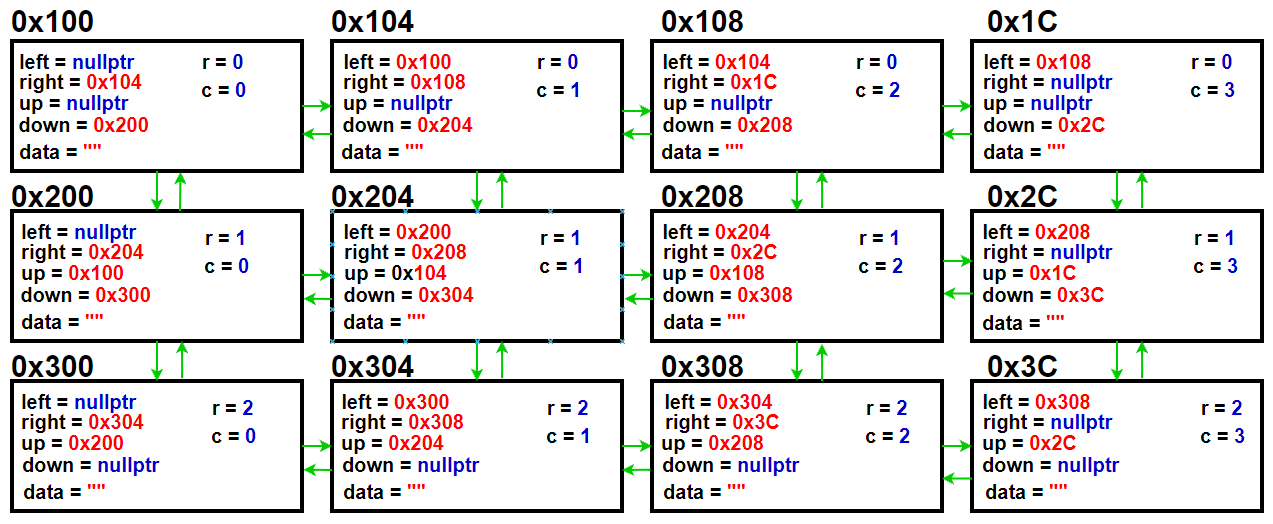 0x100 0x104 0x108 0x1C
left = nullptr r = 0 left = 0x100 r = 0 left = 0x104 r = 0 left = 0x108 r = 0
right = 0x104 right = 0x108 right = 0x1C right = nullptr
c = 0 c = 1 c = 2 c = 3
up = nullptr up = nullptr up = nullptr up = nullptr
down = 0x200 down = 0x204 down = 0x208 down = 0x2C
data = "" data = "" data = "" data = ""
0x200 0x204 0x208 0x2C
left = nullptr r = 1 left = 0x200 r = 1 left = 0x204 r = 1 left = 0x208 r = 1
right = 0x204 right = 0x208 right = 0x2C right = nullptr
c = 0 c = 1 c = 2 c = 3
up = 0x100 up = 0x104 up = 0x108 up = 0x1C
down = 0x300 down = 0x304 down = 0x308 down = 0x3C
data = "" data = "" data = "" data = ""
0x300 0x304 0x308 0x3C
left = nullptr r = 2 left = 0x300 r = 2 left = 0x304 r = 2 left = 0x308 r = 2
right = 0x304 right = 0x308 right = 0x3C right = nullptr
c = 0 c = 1 c = 2 c = 3
up = 0x200 up = 0x204 up = 0x208 up = 0x2C
down = nullptr down = nullptr down = nullptr down = nullptr
data = "" data = "" data = "" data = ""